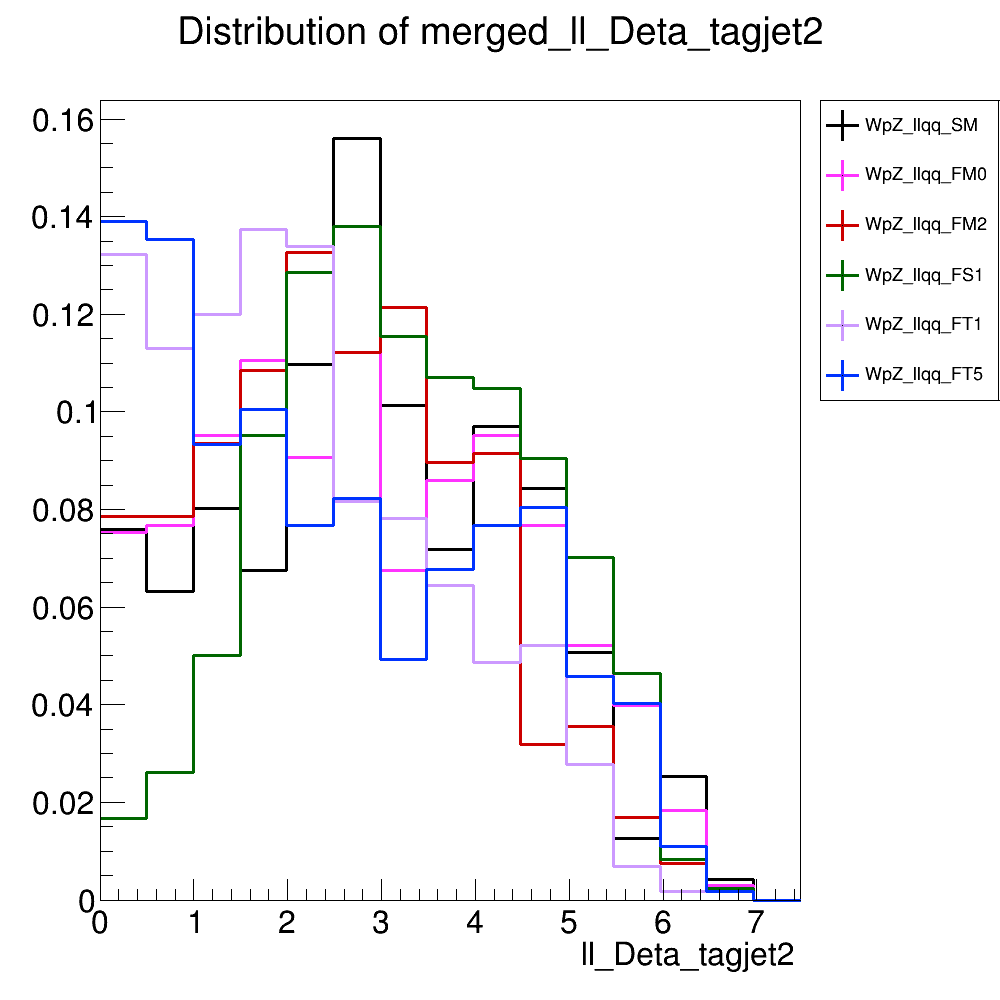 Distribution of merged_ll_Deta_tagjet2
0.16
0.14
0.12
0.1
0.08
0.06
0.04
0.02
0
0 1 2 3 4 5 6 7
ll_Deta_tagjet2
WpZ_llqq_SM
WpZ_llqq_FM0
WpZ_llqq_FM2
WpZ_llqq_FS1
WpZ_llqq_FT1
WpZ_llqq_FT5